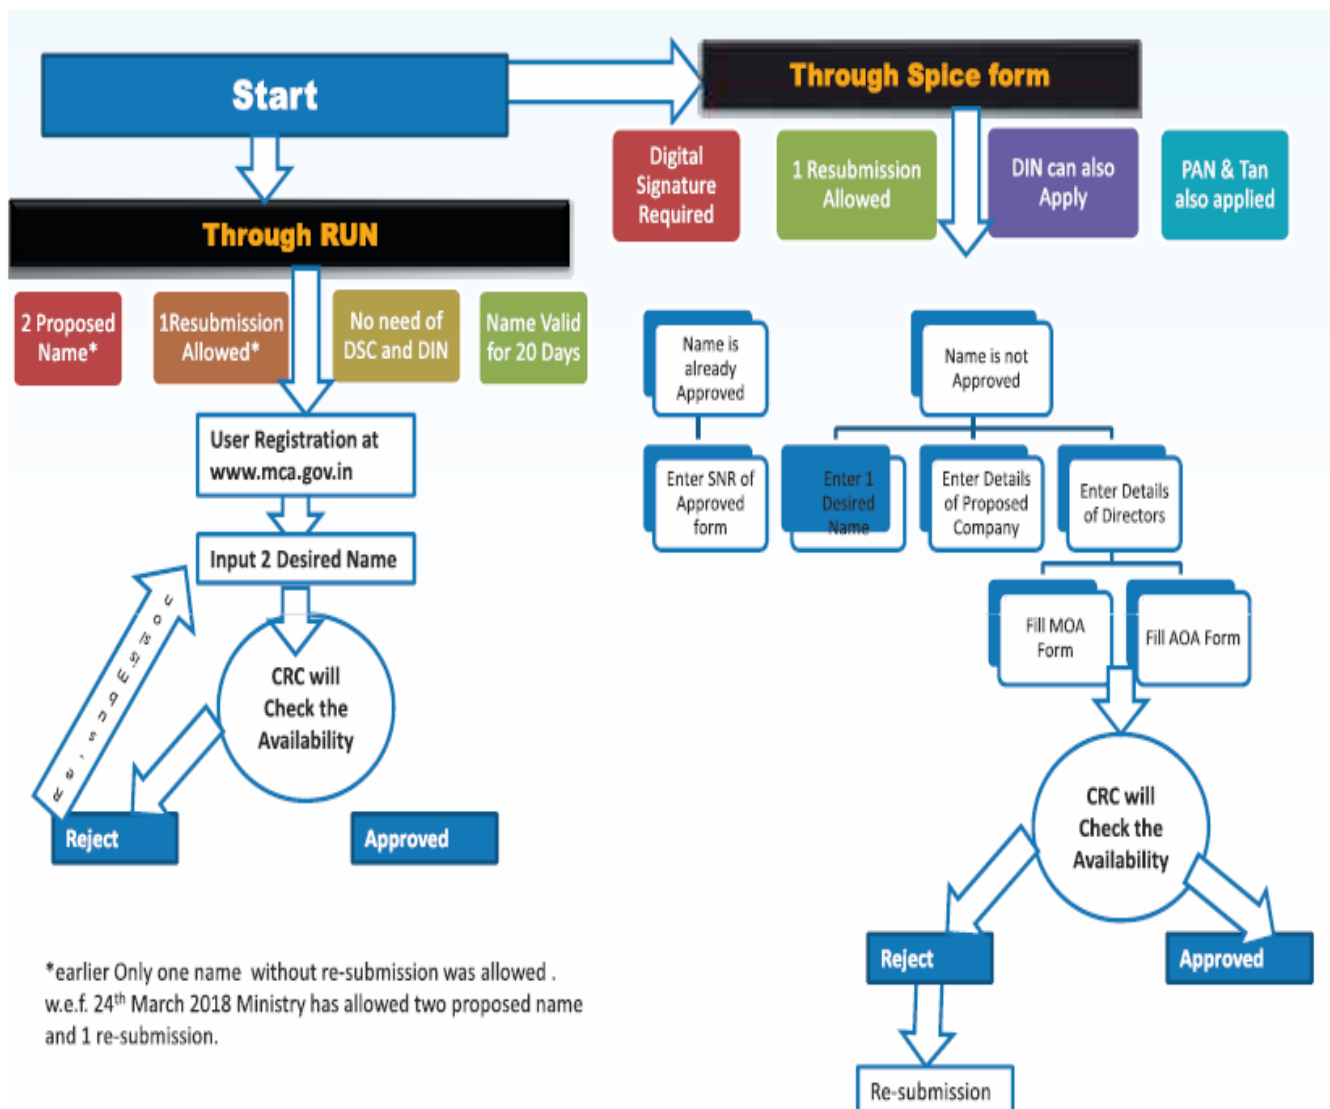 Start
Through Spice form
Digital
Signature
Required
1 Resubmission
Allowed
DIN can also
Apply
PAN & Tan
also applied
Through RUN
2 Proposed
Name*
1Resubmission
Allowed*
No need of
DSC and DIN
Name Valid
for 20 Days
User Registration at
www.mca.gov.in
Input 2 Desired Name
Re-submission
CRC will
Check the
Availability
Reject
Approved
*earlier Only one name without re-submission was allowed .
w.e.f. 24th March 2018 Ministry has allowed two proposed name
and 1 re-submission.
Name is
already
Approved
Name is not
Approved
Enter SNR of
Approved
form
Enter 1
Desired
Name
Enter Details
of Proposed
Company
Enter Details
of Directors
Fill MOA
Form
Fill AOA Form
CRC will
Check the
Availability
Reject
Approved
Re-submission